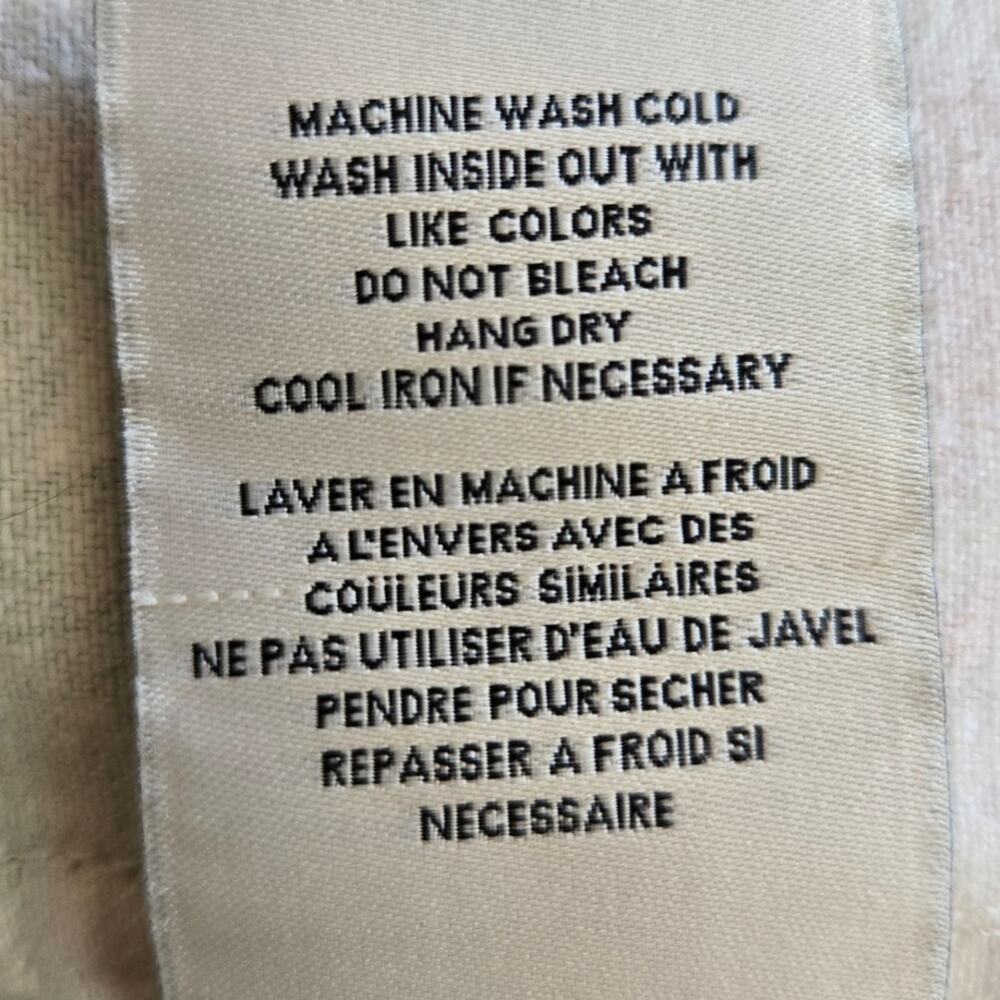 MACHINE WASH COLD
WASH INSIDE OUT WITH
LIKE COLORS
DO NOT BLEACH
HANG DRY
COOL IRON IF NECESSARY
LAVER EN MACHINE A FROID
A L'ENVERS AVEC DES
COULEURS SIMILAIRES
NE PAS UTILISER D'EAU DE JAVEL
PENDRE POUR SECHER
REPASSER A FROID SI
NECESSAIRE